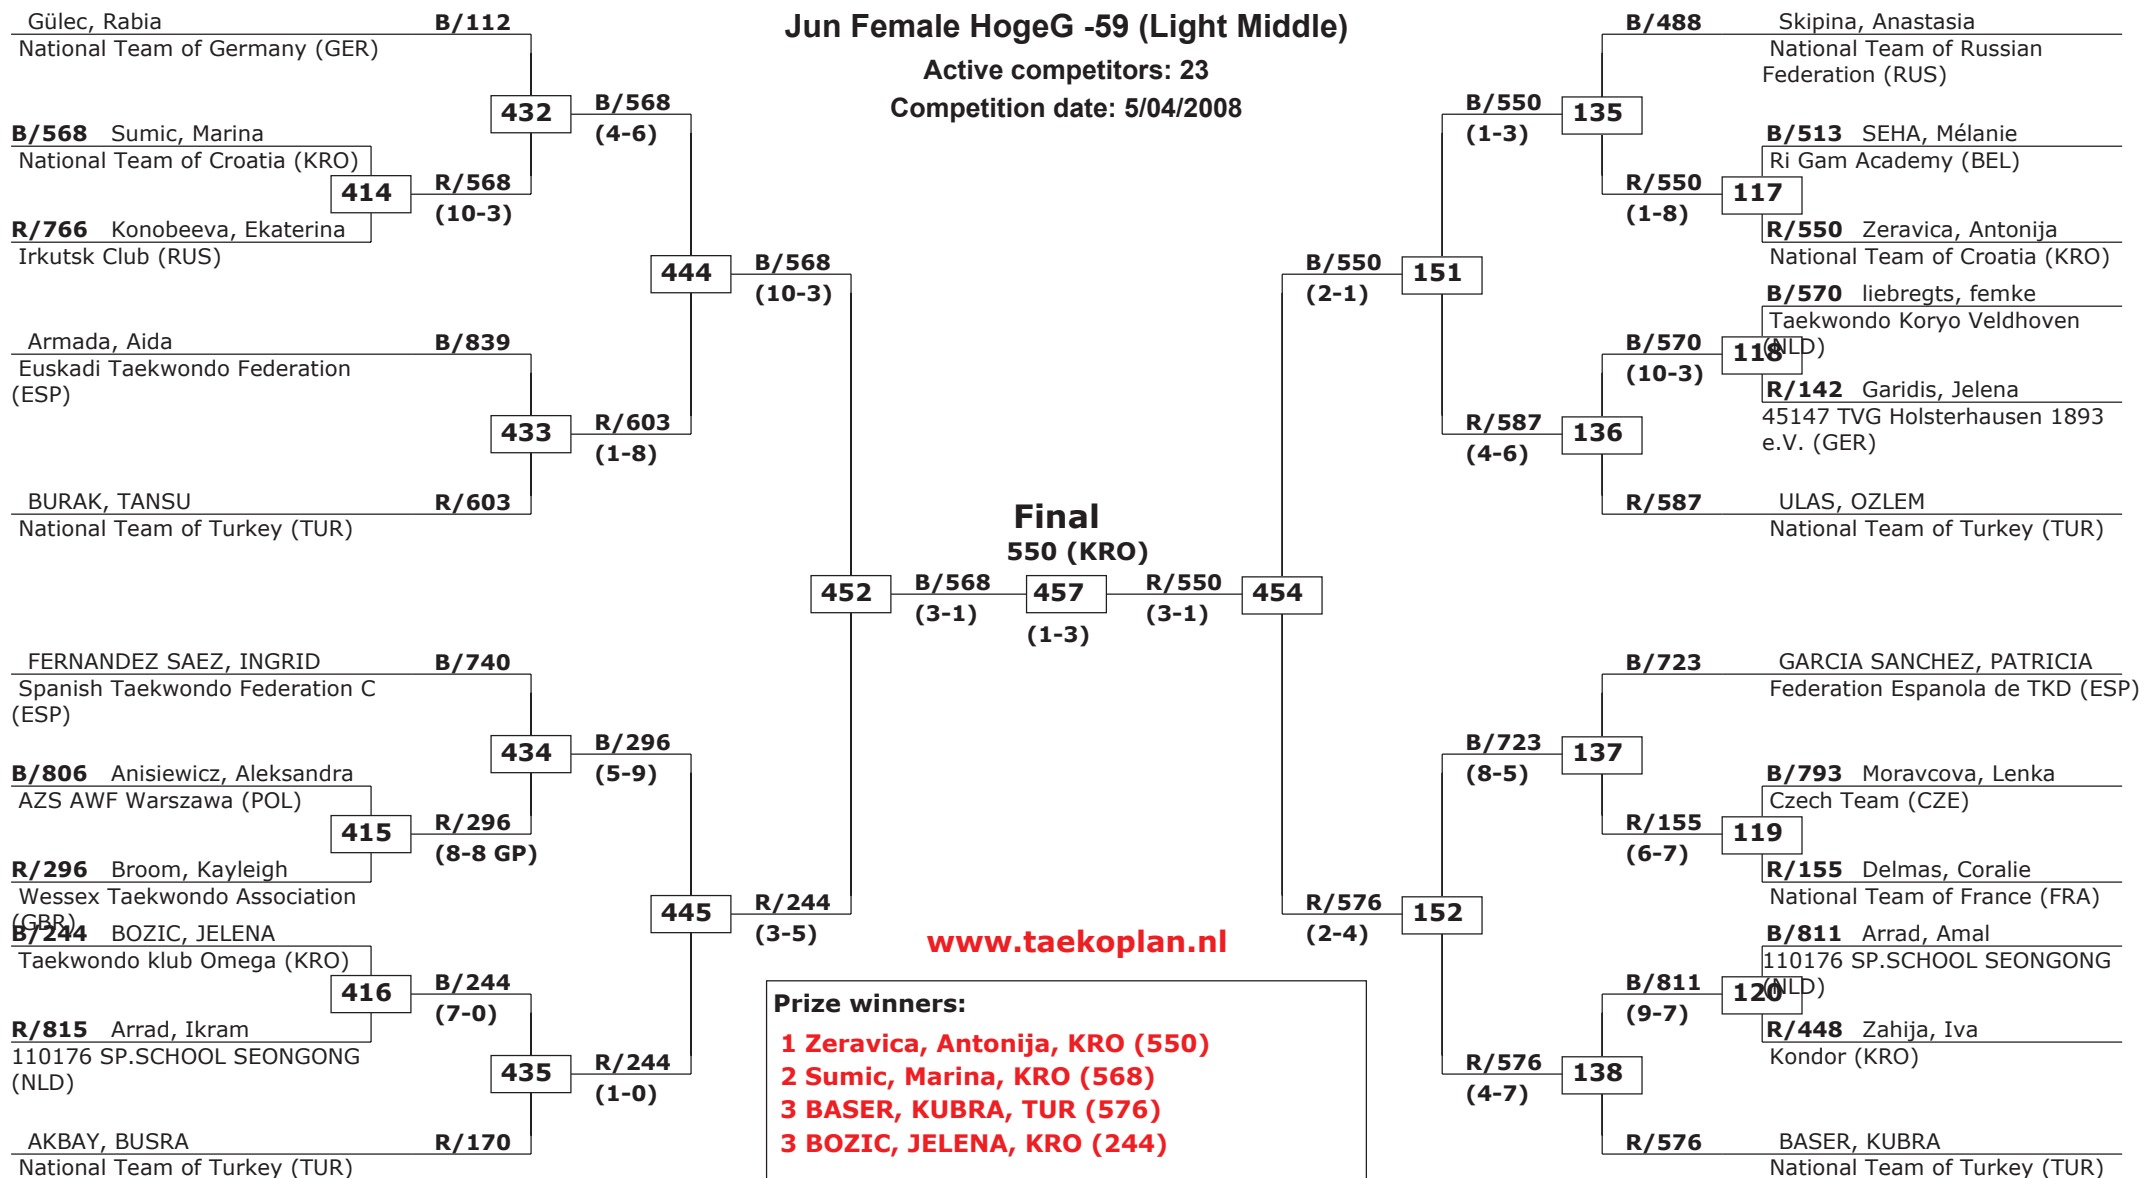 Jun Female HogeG -59 (Light Middle)
Active competitors: 23
Competition date: 5/04/2008
Gülec, Rabia B/112
National Team of Germany (GER)
432
B/568
(4-6)
B/568 Sumic, Marina
National Team of Croatia (KRO)
414
R/568
(10-3)
R/766 Konobeeva, Ekaterina
Irkutsk Club (RUS)
444
B/568
(10-3)
Armada, Aida B/839
Euskadi Taekwondo Federation
(ESP)
433
R/603
(1-8)
BURAK, TANSU R/603
National Team of Turkey (TUR)
452
B/568
(3-1)
FERNANDEZ SAEZ, INGRID B/740
Spanish Taekwondo Federation C
(ESP)
434
B/296
(5-9)
B/806 Anisiewicz, Aleksandra
AZS AWF Warszawa (POL)
415
R/296
(8-8 GP)
R/296 Broom, Kayleigh
Wessex Taekwondo Association
(GBR)
445
R/244
(3-5)
B/244 BOZIC, JELENA
Taekwondo klub Omega (KRO)
416
B/244
(7-0)
R/815 Arrad, Ikram
110176 SP.SCHOOL SEONGONG
(NLD)
435
R/244
(1-0)
AKBAY, BUSRA R/170
National Team of Turkey (TUR)
Final
550 (KRO)
457
(1-3)
R/550
(3-1)
454
B/488 Skipina, Anastasia
National Team of Russian
Federation (RUS)
B/550
(1-3)
135
B/513 SEHA, Mélanie
Ri Gam Academy (BEL)
R/550
(1-8)
117
R/550 Zeravica, Antonija
National Team of Croatia (KRO)
B/550
(2-1)
151
B/570 liebregts, femke
Taekwondo Koryo Veldhoven
(NLD)
B/570
(10-3)
118
R/142 Garidis, Jelena
45147 TVG Holsterhausen 1893
e.V. (GER)
R/587
(4-6)
136
R/587 ULAS, OZLEM
National Team of Turkey (TUR)
B/723 GARCIA SANCHEZ, PATRICIA
Federation Espanola de TKD (ESP)
B/723
(8-5)
137
B/793 Moravcova, Lenka
Czech Team (CZE)
R/155
(6-7)
119
R/155 Delmas, Coralie
National Team of France (FRA)
R/576
(2-4)
152
B/811 Arrad, Amal
110176 SP.SCHOOL SEONGONG
(NLD)
B/811
(9-7)
120
R/448 Zahija, Iva
Kondor (KRO)
R/576
(4-7)
138
R/576 BASER, KUBRA
National Team of Turkey (TUR)
www.taekoplan.nl
Prize winners:
1 Zeravica, Antonija, KRO (550)
2 Sumic, Marina, KRO (568)
3 BASER, KUBRA, TUR (576)
3 BOZIC, JELENA, KRO (244)